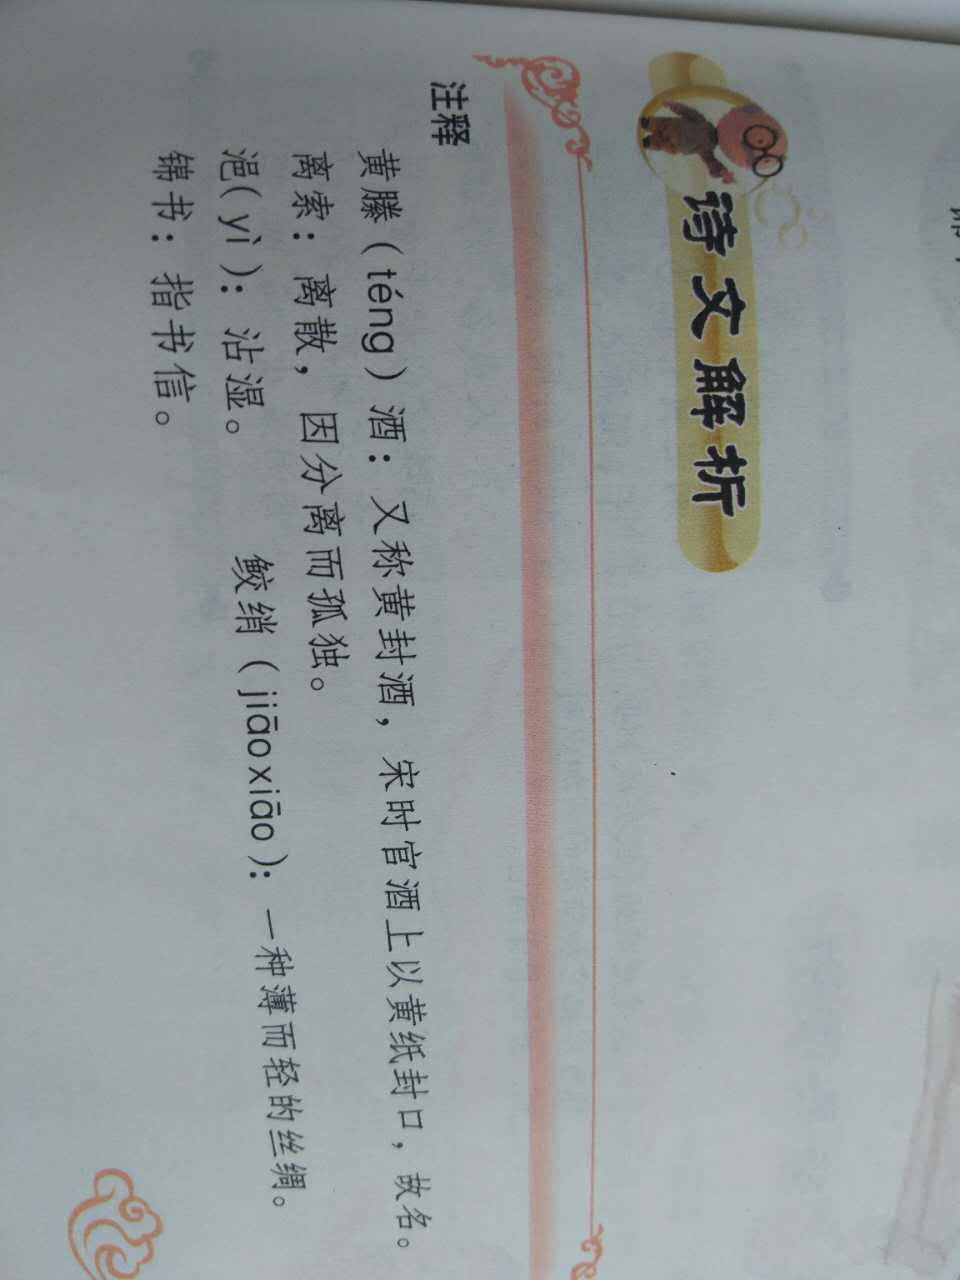 诗文解析
注释
黄縢（téng）酒：又称黄封酒，宋时官酒上以黄纸封口，故名。
离索：离散，因分离而孤独。
浥（yì）：沾湿。 鲛绡（jiāoxiāo）：一种薄而轻的丝绸。
锦书：指书信。